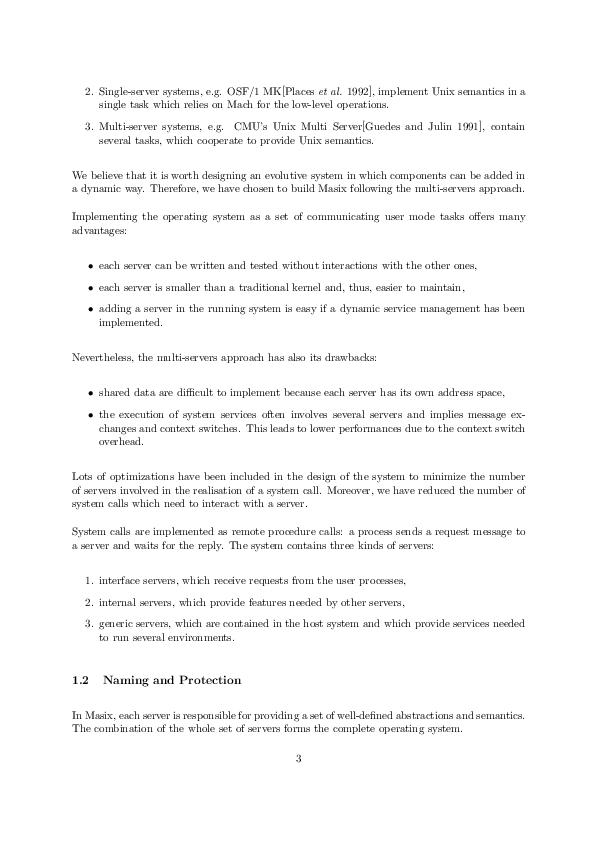 2. Single-server systems, e.g. OSF/1 MK[Places et al. 1992], implement Unix semantics in a
single task which relies on Mach for the low-level operations.
3. Multi-server systems, e.g. CMU's Unix Multi Server[Guedes and Julin 1991], contain
several tasks, which cooperate to provide Unix semantics.
We believe that it is worth designing an evolutive system in which components can be added in
a dynamic way. Therefore, we have chosen to build Masix following the multi-servers approach.
Implementing the operating system as a set of communicating user mode tasks offers many
advantages:
• each server can be written and tested without interactions with the other ones,
• each server is smaller than a traditional kernel and, thus, easier to maintain,
• adding a server in the running system is easy if a dynamic service management has been
implemented.
Nevertheless, the multi-servers approach has also its drawbacks:
• shared data are difficult to implement because each server has its own address space,
• the execution of system services often involves several servers and implies message ex-
changes and context switches. This leads to lower performances due to the context switch
overhead.
Lots of optimizations have been included in the design of the system to minimize the number
of servers involved in the realisation of a system call. Moreover, we have reduced the number of
system calls which need to interact with a server.
System calls are implemented as remote procedure calls: a process sends a request message to
a server and waits for the reply. The system contains three kinds of servers:
1. interface servers, which receive requests from the user processes,
2. internal servers, which provide features needed by other servers,
3. generic servers, which are contained in the host system and which provide services needed
to run several environments.
1.2 Naming and Protection
In Masix, each server is responsible for providing a set of well-defined abstractions and semantics.
The combination of the whole set of servers forms the complete operating system.
3